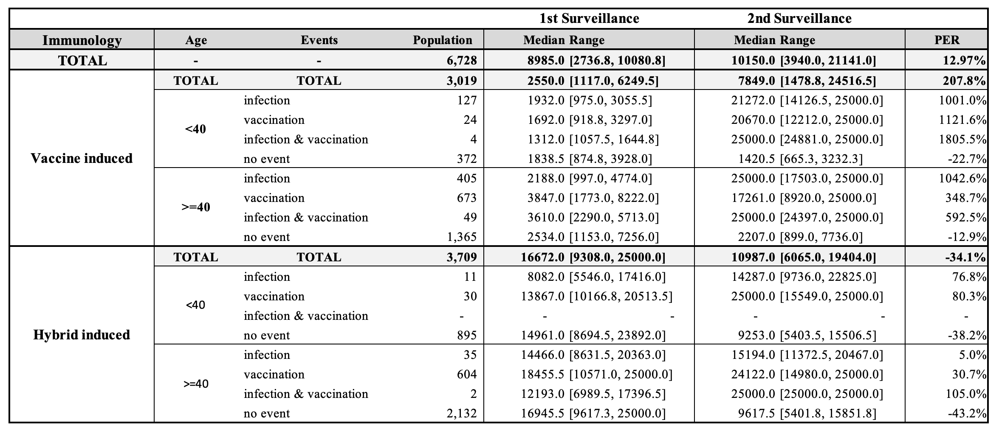 1st Surveillance 2nd Surveillance
Immunology Age Events Population Median Range Median Range PER
TOTAL - - 6,728 8985.0 [2736.8, 10080.8] 10150.0 [3940.0, 21141.0] 12.97%
TOTAL TOTAL 3,019 2550.0 [1117.0, 6249.5] 7849.0 [1478.8, 24516.5] 207.8%
infection 127 1932.0 [975.0, 3055.5] 21272.0 [14126.5, 25000.0] 1001.0%
vaccination 24 1692.0 [918.8, 3297.0] 20670.0 [12212.0, 25000.0] 1121.6%
<40
infection & vaccination 4 1312.0 [1057.5, 1644.8] 25000.0 [24881.0, 25000.0] 1805.5%
Vaccine induced
no event 372 1838.5 [874.8, 3928.0] 1420.5 [665.3, 3232.3] -22.7%
infection 405 2188.0 [997.0, 4774.0] 25000.0 [17503.0, 25000.0] 1042.6%
vaccination 673 3847.0 [1773.0, 8222.0] 17261.0 [8920.0, 25000.0] 348.7%
>=40
infection & vaccination 49 3610.0 [2290.0, 5713.0] 25000.0 [24397.0, 25000.0] 592.5%
no event 1,365 2534.0 [1153.0, 7256.0] 2207.0 [899.0, 7736.0] -12.9%
TOTAL TOTAL 3,709 16672.0 [9308.0, 25000.0] 10987.0 [6065.0, 19404.0] -34.1%
infection 11 8082.0 [5546.0, 17416.0] 14287.0 [9736.0, 22825.0] 76.8%
vaccination 30 13867.0 [10166.8, 20513.5] 25000.0 [15549.0, 25000.0] 80.3%
<40
infection & vaccination - - - - - -
Hybrid induced
no event 895 14961.0 [8694.5, 23892.0] 9253.0 [5403.5, 15506.5] -38.2%
infection 35 14466.0 [8631.5, 20363.0] 15194.0 [11372.5, 20467.0] 5.0%
vaccination 604 18455.5 [10571.0, 25000.0] 24122.0 [14980.0, 25000.0] 30.7%
>=40
infection & vaccination 2 12193.0 [6989.5, 17396.5] 25000.0 [25000.0, 25000.0] 105.0%
no event 2,132 16945.5 [9617.3, 25000.0] 9617.5 [5401.8, 15851.8] -43.2%